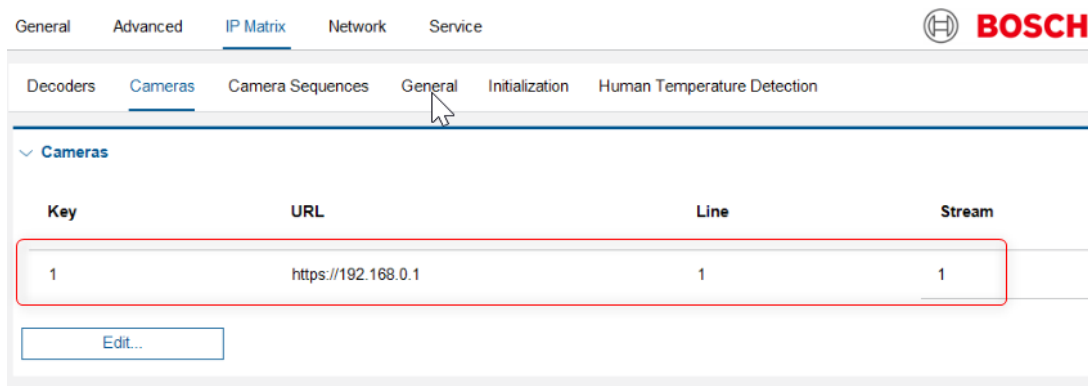 General Advanced IP Matrix Network Service BOSCH
Decoders Cameras Camera Sequences General Initialization Human Temperature Detection
Cameras
Key URL Line Stream
1 https://192.168.0.1 1 1
Edit...